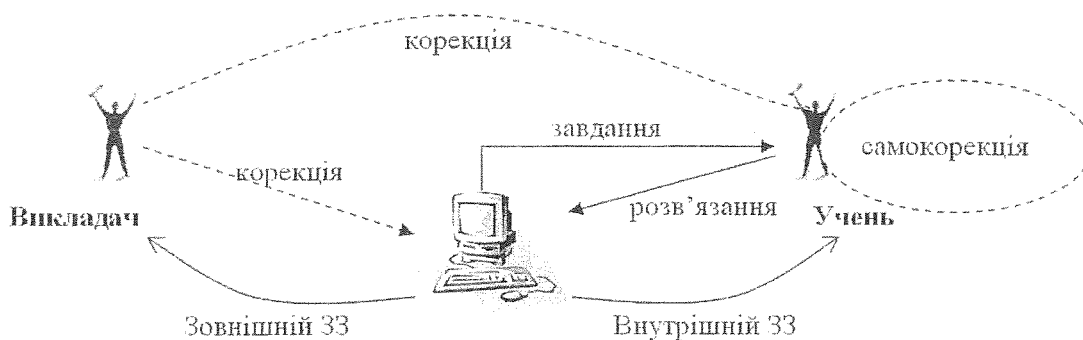 корекція
завдання
самокорекція
корекція
розв’язання
Викладач
Учень
Зовнішній ЗЗ
Внутрішній ЗЗ